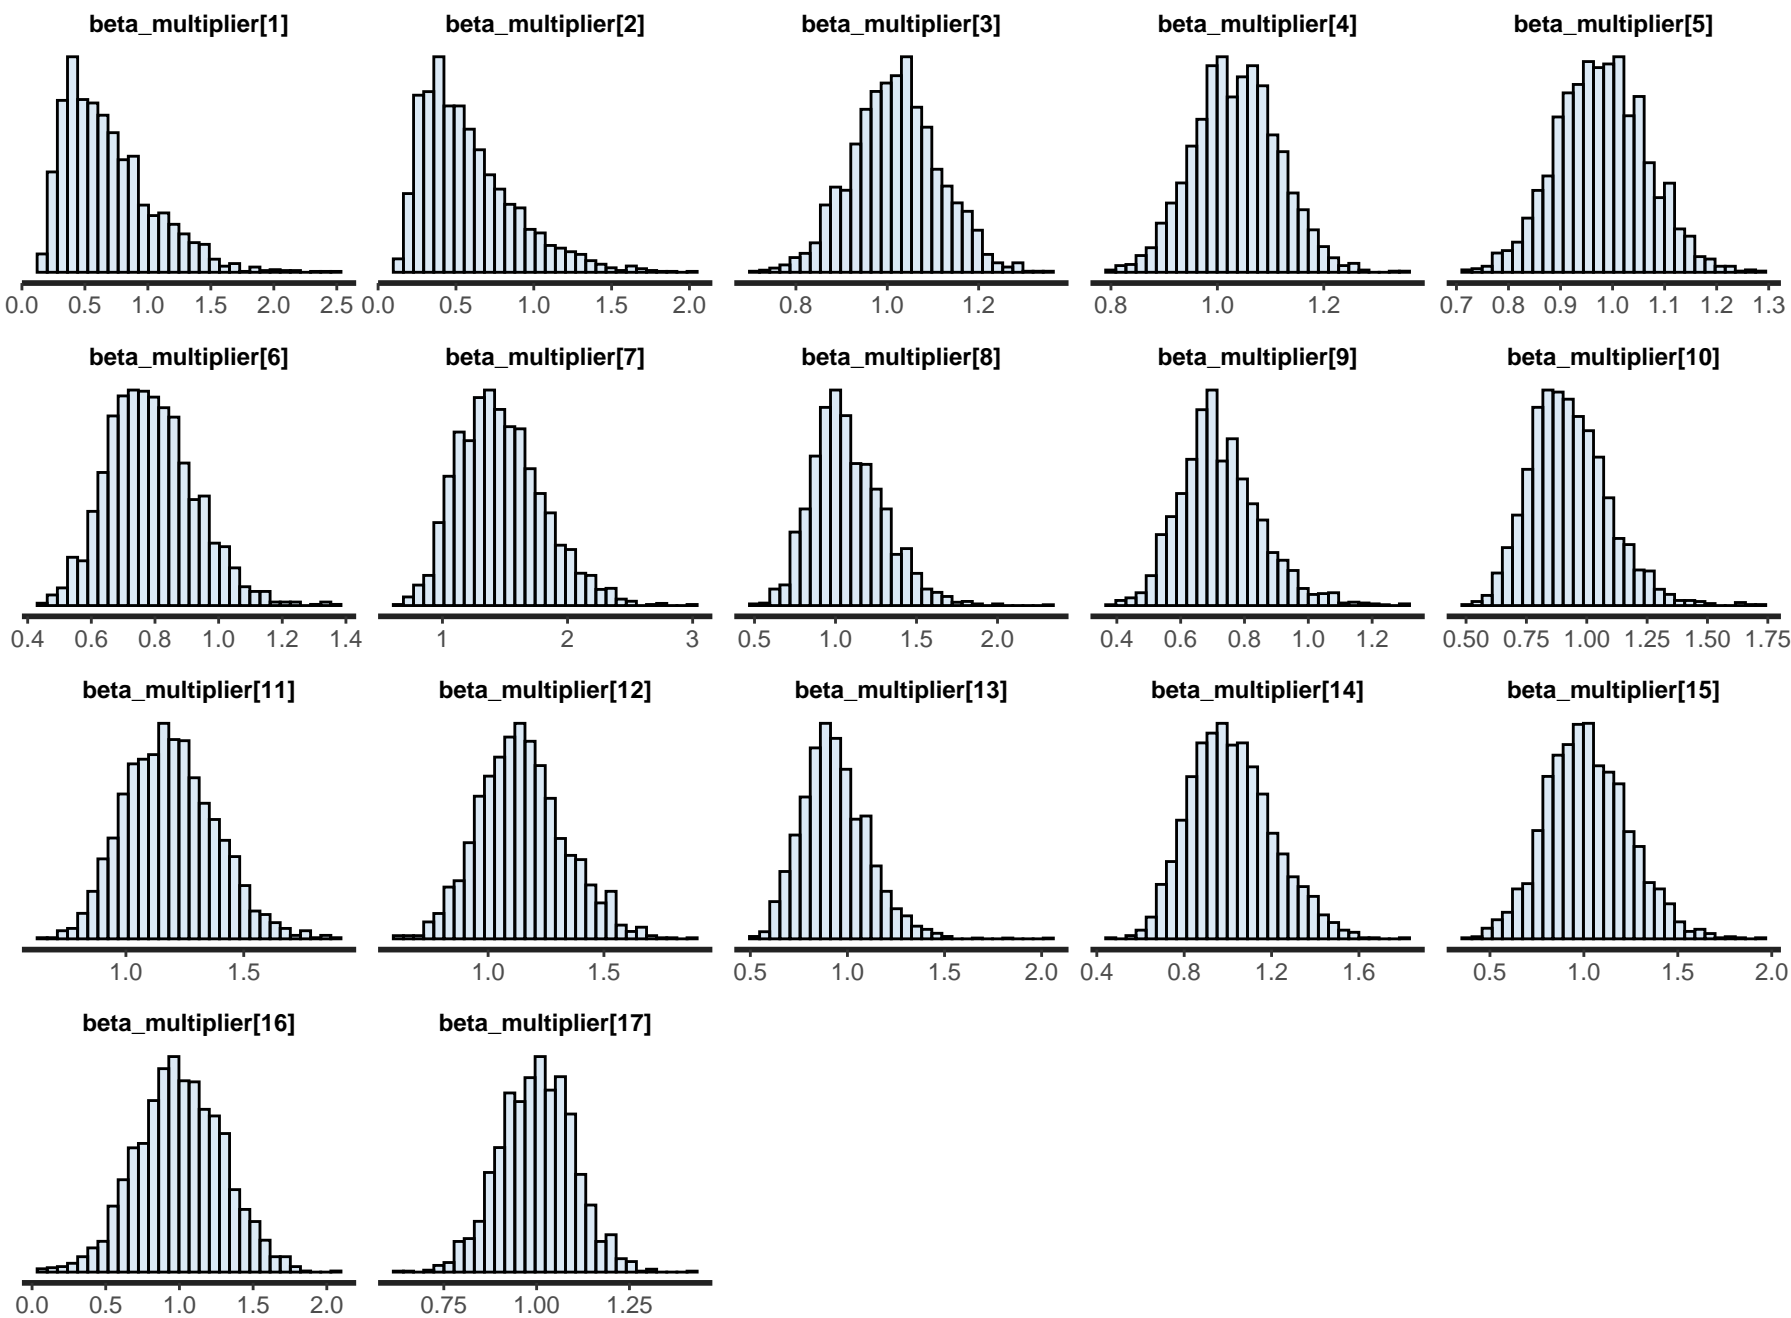 beta_multiplier[1] beta_multiplier[2] beta_multiplier[3] beta_multiplier[4] beta_multiplier[5]
0.0 0.5 1.0 1.5 2.0 2.5 0.0 0.5 1.0 1.5 2.0 0.8 1.0 1.2 0.8 1.0 1.2 0.7 0.8 0.9 1.0 1.1 1.2 1.3
beta_multiplier[6] beta_multiplier[7] beta_multiplier[8] beta_multiplier[9] beta_multiplier[10]
0.4 0.6 0.8 1.0 1.2 1.4 1 2 3 0.5 1.0 1.5 2.0 0.4 0.6 0.8 1.0 1.2 0.50 0.75 1.00 1.25 1.50 1.75
beta_multiplier[11] beta_multiplier[12] beta_multiplier[13] beta_multiplier[14] beta_multiplier[15]
1.0 1.5 1.0 1.5 0.5 1.0 1.5 2.0 0.4 0.8 1.2 1.6 0.5 1.0 1.5 2.0
beta_multiplier[16] beta_multiplier[17]
0.0 0.5 1.0 1.5 2.0 0.75 1.00 1.25